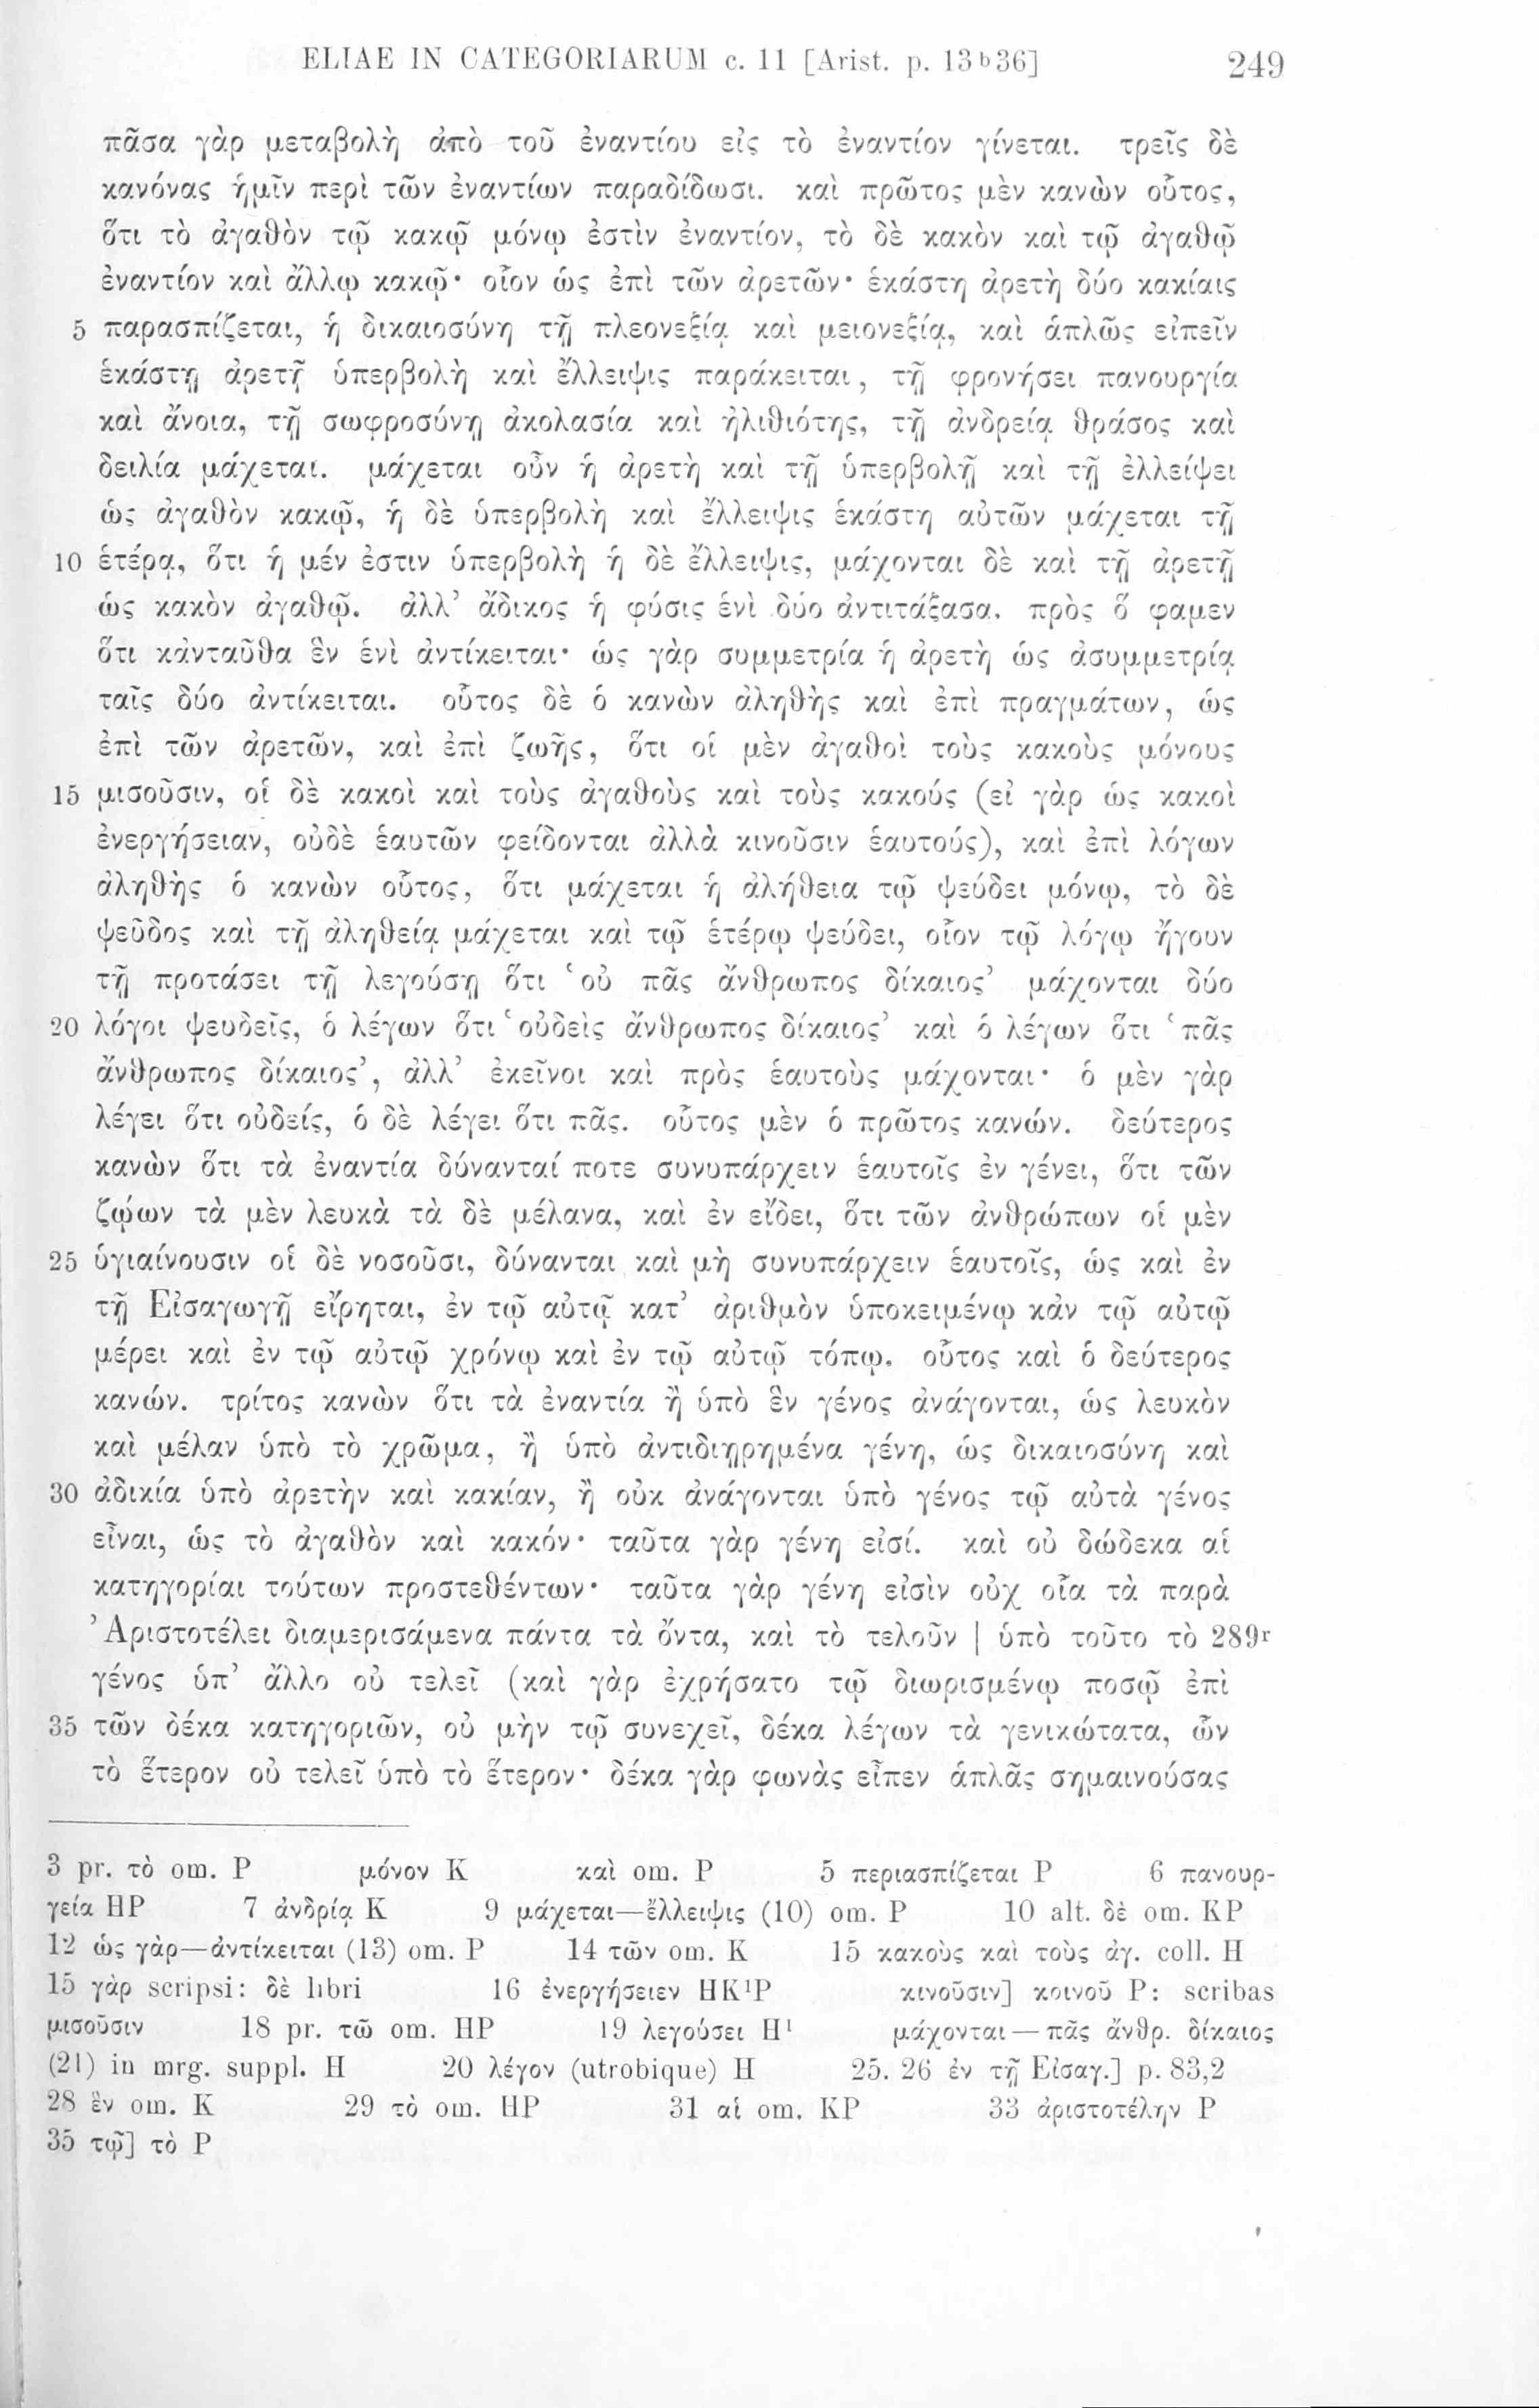 ELIAE IN CATEGORIARUM c. 11 [Arist. p. 13b36] 249
πᾶσα γὰρ μεταβολὴ ἀπὸ τοῦ ἐναντίου εἰς τὸ ἐναντίον γίνεται. τρεῖς δὲ
κανόνας ἡμῖν περὶ τῶν ἐναντίων παραδίδωσι. καὶ πρῶτος μὲν κανὼν οὗτος,
ὅτι τὸ ἀγαθὸν τῷ κακῷ μόνῳ ἐστὶν ἐναντίον, τὸ δὲ κακὸν καὶ τῷ ἀγαθῷ
ἐναντίον καὶ ἄλλῳ κακῷ· οἷον ὡς ἐπὶ τῶν ἀρετῶν· ἑκάστη ἀρετὴ δύο κακίαις
5 παρασπίζεται, ἡ δικαιοσύνη τῇ πλεονεξίᾳ καὶ μειονεξίᾳ, καὶ ἁπλῶς εἰπεῖν
ἑκάστῃ ἀρετῇ ὑπερβολὴ καὶ ἔλλειψις παράκειται, τῇ φρονήσει πανουργία
καὶ ἄνοια, τῇ σωφροσύνῃ ἀκολασία καὶ ἠλιθιότης, τῇ ἀνδρείᾳ θράσος καὶ
δειλία μάχεται. μάχεται οὖν ἡ ἀρετὴ καὶ τῇ ὑπερβολῇ καὶ τῇ ἐλλείψει
ὡς ἀγαθὸν κακῷ, ἡ δὲ ὑπερβολὴ καὶ ἔλλειψις ἑκάστη αὐτῶν μάχεται τῇ
10 ἑτέρᾳ, ὅτι ἡ μέν ἐστιν ὑπερβολὴ ἡ δὲ ἔλλειψις, μάχονται δὲ καὶ τῇ ἀρετῇ
ὡς κακὸν ἀγαθῷ. ἀλλ’ ἄδικος ἡ φύσις ἑνὶ δύο ἀντιτάξασα. πρὸς ὅ φαμεν
ὅτι κἀνταῦθα ἓν ἑνὶ ἀντίκειται· ὡς γὰρ συμμετρία ἡ ἀρετὴ ὡς ἀσυμμετρίᾳ
ταῖς δύο ἀντίκειται. οὗτος δὲ ὁ κανὼν ἀληθὴς καὶ ἐπὶ πραγμάτων, ὡς
ἐπὶ τῶν ἀρετῶν, καὶ ἐπὶ ζωῆς, ὅτι οἱ μὲν ἀγαθοὶ τοὺς κακοὺς μόνους
15 μισοῦσιν, οἱ δὲ κακοὶ καὶ τοὺς ἀγαθοὺς καὶ τοὺς κακούς (εἰ γὰρ ὡς κακοὶ
ἐνεργήσειαν, οὐδὲ ἑαυτῶν φείδονται ἀλλὰ κινοῦσιν ἑαυτούς), καὶ ἐπὶ λόγων
ἀληθὴς ὁ κανὼν οὗτος, ὅτι μάχεται ἡ ἀλήθεια τῷ ψεύδει μόνῳ, τὸ δὲ
ψεῦδος καὶ τῇ ἀληθείᾳ μάχεται καὶ τῷ ἑτέρῳ ψεύδει, οἷον τῷ λόγῳ ἤγουν
τῇ προτάσει τῇ λεγούσῃ ὅτι ‘οὐ πᾶς ἄνθρωπος δίκαιος’ μάχονται δύο
20 λόγοι ψευδεῖς, ὁ λέγων ὅτι ‘οὐδεὶς ἄνθρωπος δίκαιος’ καὶ ὁ λέγων ὅτι ‘πᾶς
ἄνθρωπος δίκαιος’, ἀλλ’ ἐκεῖνοι καὶ πρὸς ἑαυτοὺς μάχονται· ὁ μὲν γὰρ
λέγει ὅτι οὐδείς, ὁ δὲ λέγει ὅτι πᾶς. οὗτος μὲν ὁ πρῶτος κανών. δεύτερος
κανὼν ὅτι τὰ ἐναντία δύνανταί ποτε συνυπάρχειν ἑαυτοῖς ἐν γένει, ὅτι τῶν
ζῴων τὰ μὲν λευκὰ τὰ δὲ μέλανα, καὶ ἐν εἴδει, ὅτι τῶν ἀνθρώπων οἱ μὲν
25 ὑγιαίνουσιν οἱ δὲ νοσοῦσι, δύνανται καὶ μὴ συνυπάρχειν ἑαυτοῖς, ὡς καὶ ἐν
τῇ Εἰσαγωγῇ εἴρηται, ἐν τῷ αὐτῷ κατ’ ἀριθμὸν ὑποκειμένῳ κἀν τῷ αὐτῷ
μέρει καὶ ἐν τῷ αὐτῷ χρόνῳ καὶ ἐν τῷ αὐτῷ τόπῳ. οὗτος καὶ ὁ δεύτερος
κανών. τρίτος κανὼν ὅτι τὰ ἐναντία ἢ ὑπὸ ἓν γένος ἀνάγονται, ὡς λευκὸν
καὶ μέλαν ὑπὸ τὸ χρῶμα, ἢ ὑπὸ ἀντιδιῃρημένα γένη, ὡς δικαιοσύνη καὶ
30 ἀδικία ὑπὸ ἀρετὴν καὶ κακίαν, ἢ οὐκ ἀνάγονται ὑπὸ γένος τῷ αὐτὰ γένος
εἶναι, ὡς τὸ ἀγαθὸν καὶ κακόν· ταῦτα γὰρ γένη εἰσί. καὶ οὐ δώδεκα αἱ
κατηγορίαι τούτων προστεθέντων· ταῦτα γὰρ γένη εἰσὶν οὐχ οἷα τὰ παρὰ
’Αριστοτέλει διαμερισάμενα πάντα τὰ ὄντα, καὶ τὸ τελοῦν | ὑπὸ τοῦτο τὸ 289r
γένος ὑπ’ ἄλλο οὐ τελεῖ (καὶ γὰρ ἐχρήσατο τῷ διωρισμένῳ ποσῷ ἐπὶ
35 τῶν δέκα κατηγοριῶν, οὐ μὴν τῷ συνεχεῖ, δέκα λέγων τὰ γενικώτατα, ὧν
τὸ ἕτερον οὐ τελεῖ ὑπὸ τὸ ἕτερον· δέκα γὰρ φωνὰς εἶπεν ἁπλᾶς σημαινούσας
3 pr. τὸ om. P μόνον K καὶ om. P 5 περιασπίζεται P 6 πανουρ-
γεία HP 7 ἀνδρίᾳ K 9 μάχεται—ἔλλειψις (10) om. P 10 alt. δὲ om. KP
12 ὡς γὰρ—ἀντίκειται (13) om. P 14 τῶν om. K 15 κακοὺς καὶ τοὺς ἀγ. coll. H
15 γὰρ scripsi: δὲ libri 16 ἐνεργήσειεν HK¹P κινοῦσιν] κοινοῦ P: scribas
μισοῦσιν 18 pr. τῶ om. HP 19 λεγούσει H¹ μάχονται — πᾶς ἄνθρ. δίκαιος
(21) in mrg. suppl. H 20 λέγον (utrobique) H 25. 26 ἐν τῇ Εἰσαγ.] p. 83,2
28 ἓν om. K 29 τὸ om. HP 31 αἱ om. KP 33 ἀριστοτέλην P
35 τῷ] τὸ P